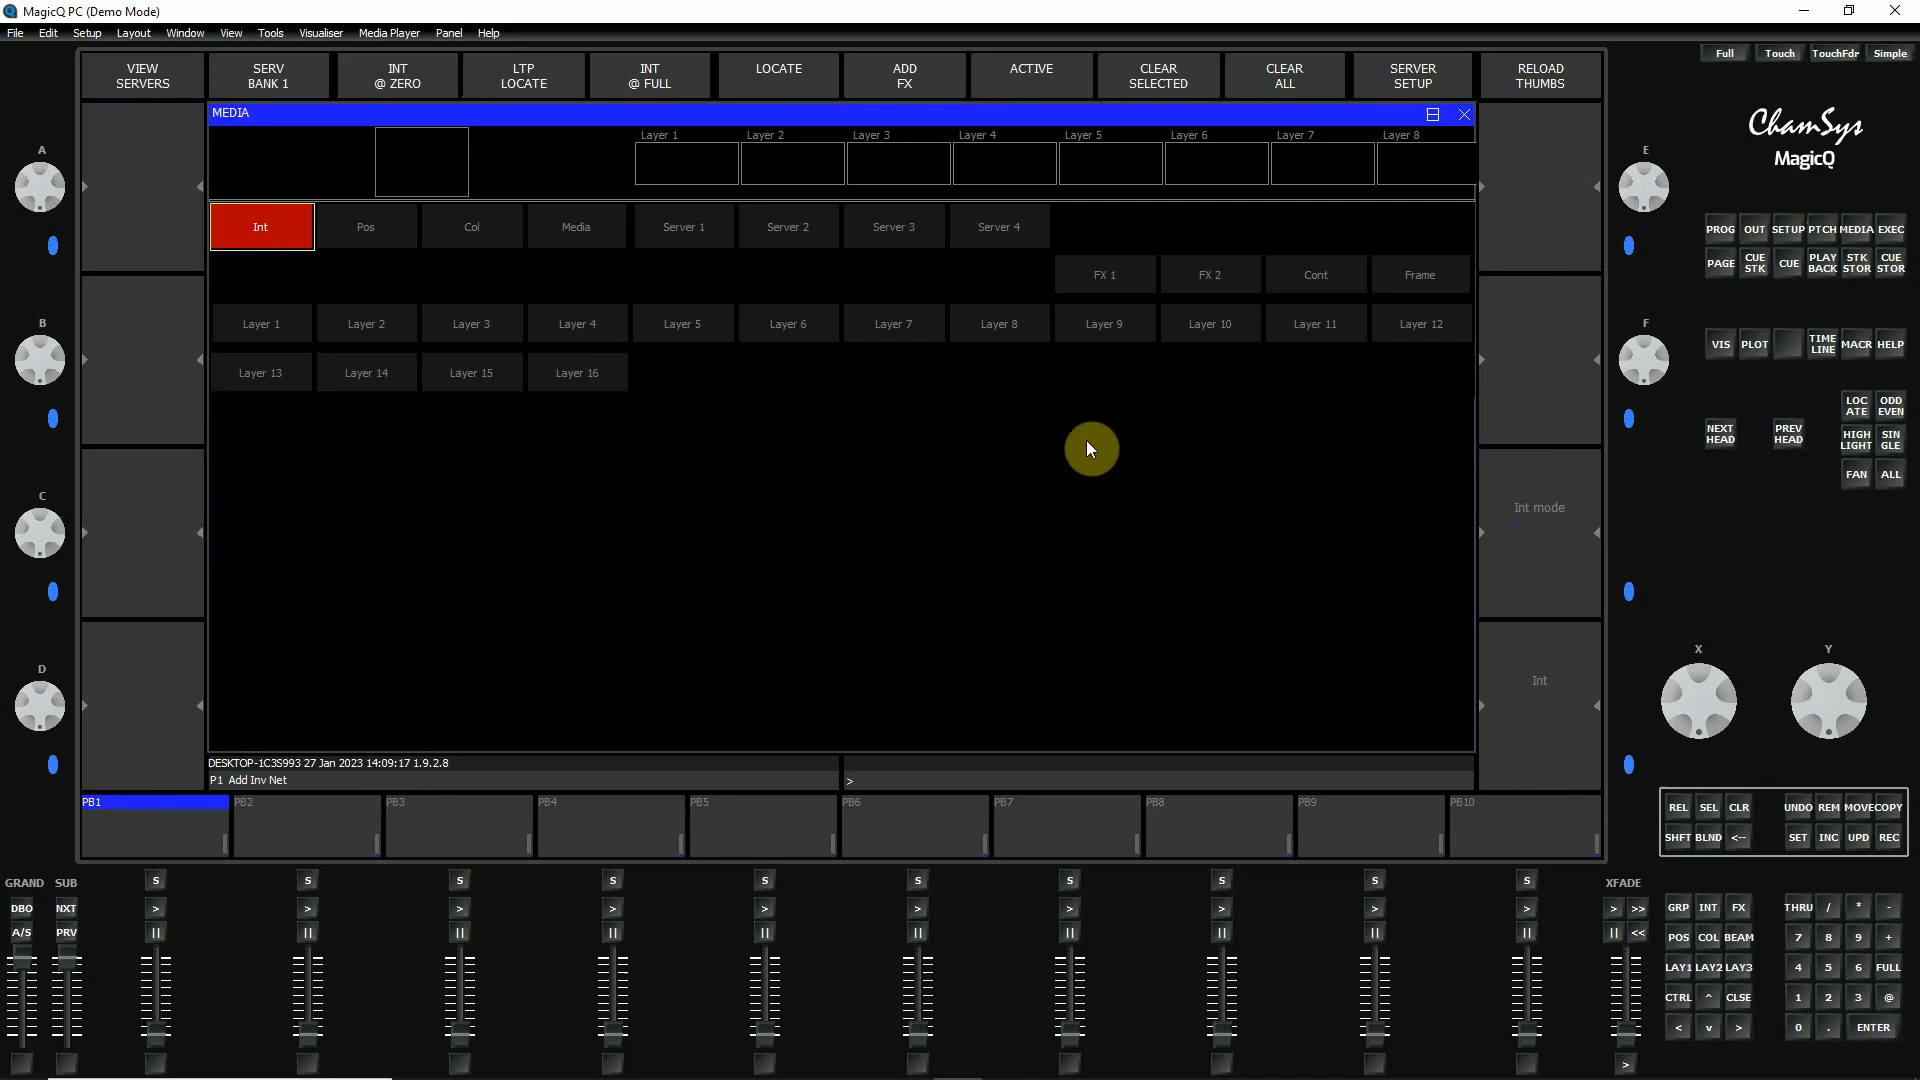 MagicQ PC (Demo Mode)
File Edit Setup Layout Window View Tools Visualiser Media Player Panel Help
Full Touch TouchFdr Simple
VIEW SERVERS
SERV BANK 1
INT @ ZERO
LTP LOCATE
INT @ FULL
LOCATE
ADD FX
ACTIVE
CLEAR SELECTED
CLEAR ALL
SERVER SETUP
RELOAD THUMBS
MEDIA
Layer 1 Layer 2 Layer 3 Layer 4 Layer 5 Layer 6 Layer 7 Layer 8
Int Pos Col Media Server 1 Server 2 Server 3 Server 4
FX 1 FX 2 Cont Frame
Layer 1 Layer 2 Layer 3 Layer 4 Layer 5 Layer 6 Layer 7 Layer 8 Layer 9 Layer 10 Layer 11 Layer 12
Layer 13 Layer 14 Layer 15 Layer 16
A
B
C
D
E
F
Int mode
Int
X Y
ChamSys
MagicQ
PROG OUT SETUP PTCH MEDIA EXEC
PAGE CUE STK CUE PLAY BACK STK STOR CUE STOR
VIS PLOT TIME LINE MACR HELP
LOC ATE ODD EVEN
NEXT HEAD PREV HEAD HIGH LIGHT SIN GLE
FAN ALL
DESKTOP-1C3S993 27 Jan 2023 14:09:17 1.9.2.8
P1 Add Inv Net
>
PB1 PB2 PB3 PB4 PB5 PB6 PB7 PB8 PB9 PB10
REL SEL CLR UNDO REM MOVE COPY
SHFT BLND <-- SET INC UPD REC
GRAND SUB
S S S S S S S S S S
XFADE
DBO NXT
> > > > > > > > > > > >>
A/S PRV
|| || || || || || || || || || || <<
>
GRP INT FX THRU / * -
POS COL BEAM 7 8 9 +
LAY1 LAY2 LAY3 4 5 6 FULL
CTRL ^ CLSE 1 2 3 @
< v > 0 . ENTER